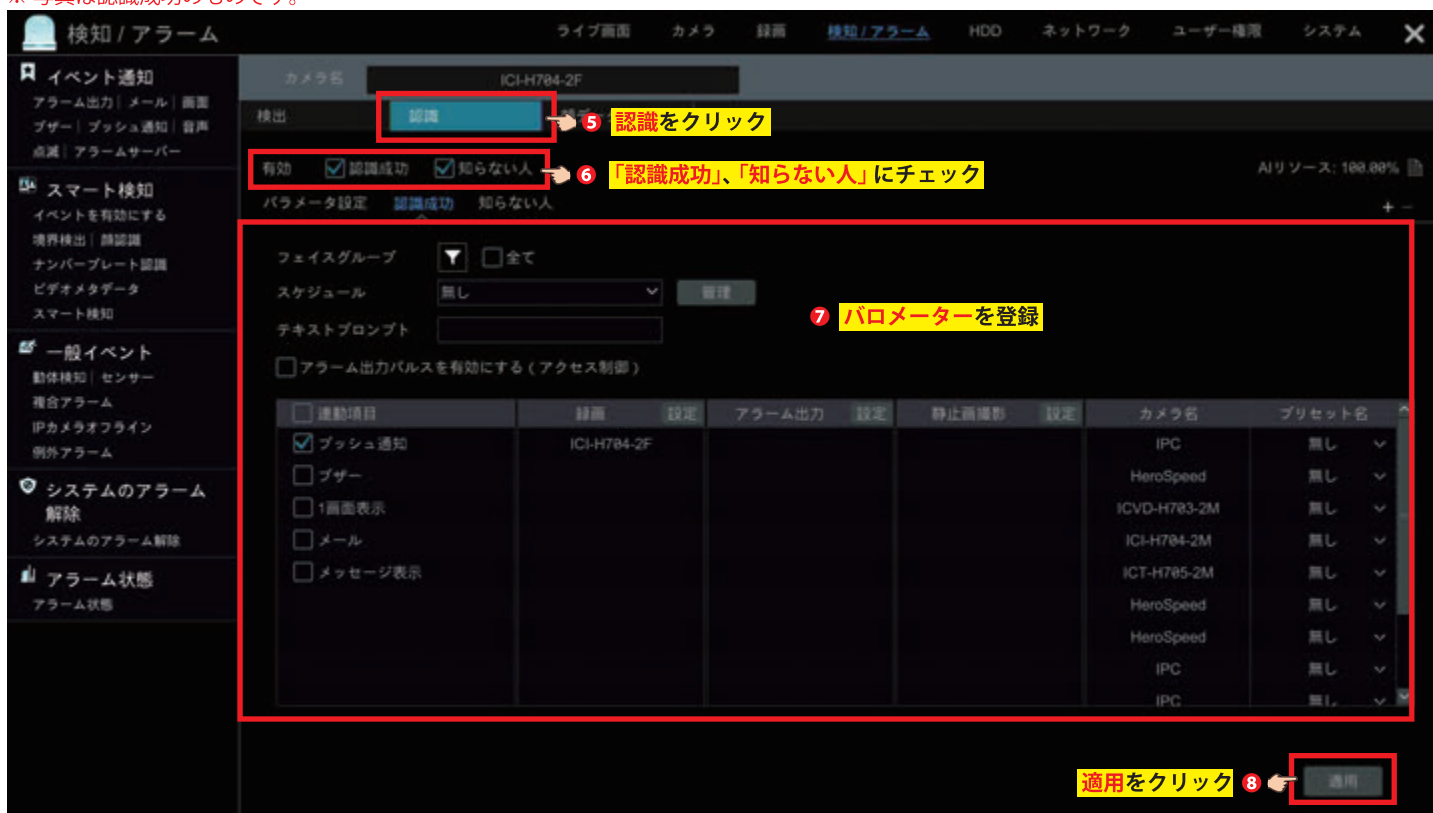 ※ 写真は認識成功のものです。
検知 / アラーム
ライブ画面 カメラ 録画 検知 / アラーム HDD ネットワーク ユーザー権限 システム
イベント通知
アラーム出力 | メール | 画面
ブザー | プッシュ通知 | 音声
点滅 | アラームサーバー
スマート検知
イベントを有効にする
境界検出 | 顔認識
ナンバープレート認識
ビデオメタデータ
スマート検知
一般イベント
動体検知 | センサー
複合アラーム
IPカメラオフライン
例外アラーム
システムのアラーム
解除
システムのアラーム解除
アラーム状態
アラーム状態
カメラ名 ICI-H704-2F
検出 認識
❺ 認識をクリック
有効 認識成功 知らない人
❻ 「認識成功」、「知らない人」にチェック
AIリソース: 100.00%
パラメータ設定 認識成功 知らない人
+ −
フェイスグループ 全て
スケジュール 無し 管理
❼ バロメーターを登録
テキストプロンプト
アラーム出力パルスを有効にする ( アクセス制御 )
連動項目 録画 設定 アラーム出力 設定 静止画撮影 設定 カメラ名 プリセット名
プッシュ通知 ICI-H704-2F IPC 無し
ブザー HeroSpeed 無し
1画面表示 ICVD-H703-2M 無し
メール ICI-H704-2M 無し
メッセージ表示 ICT-H705-2M 無し
HeroSpeed 無し
HeroSpeed 無し
IPC 無し
IPC 無し
適用をクリック ❽
適用